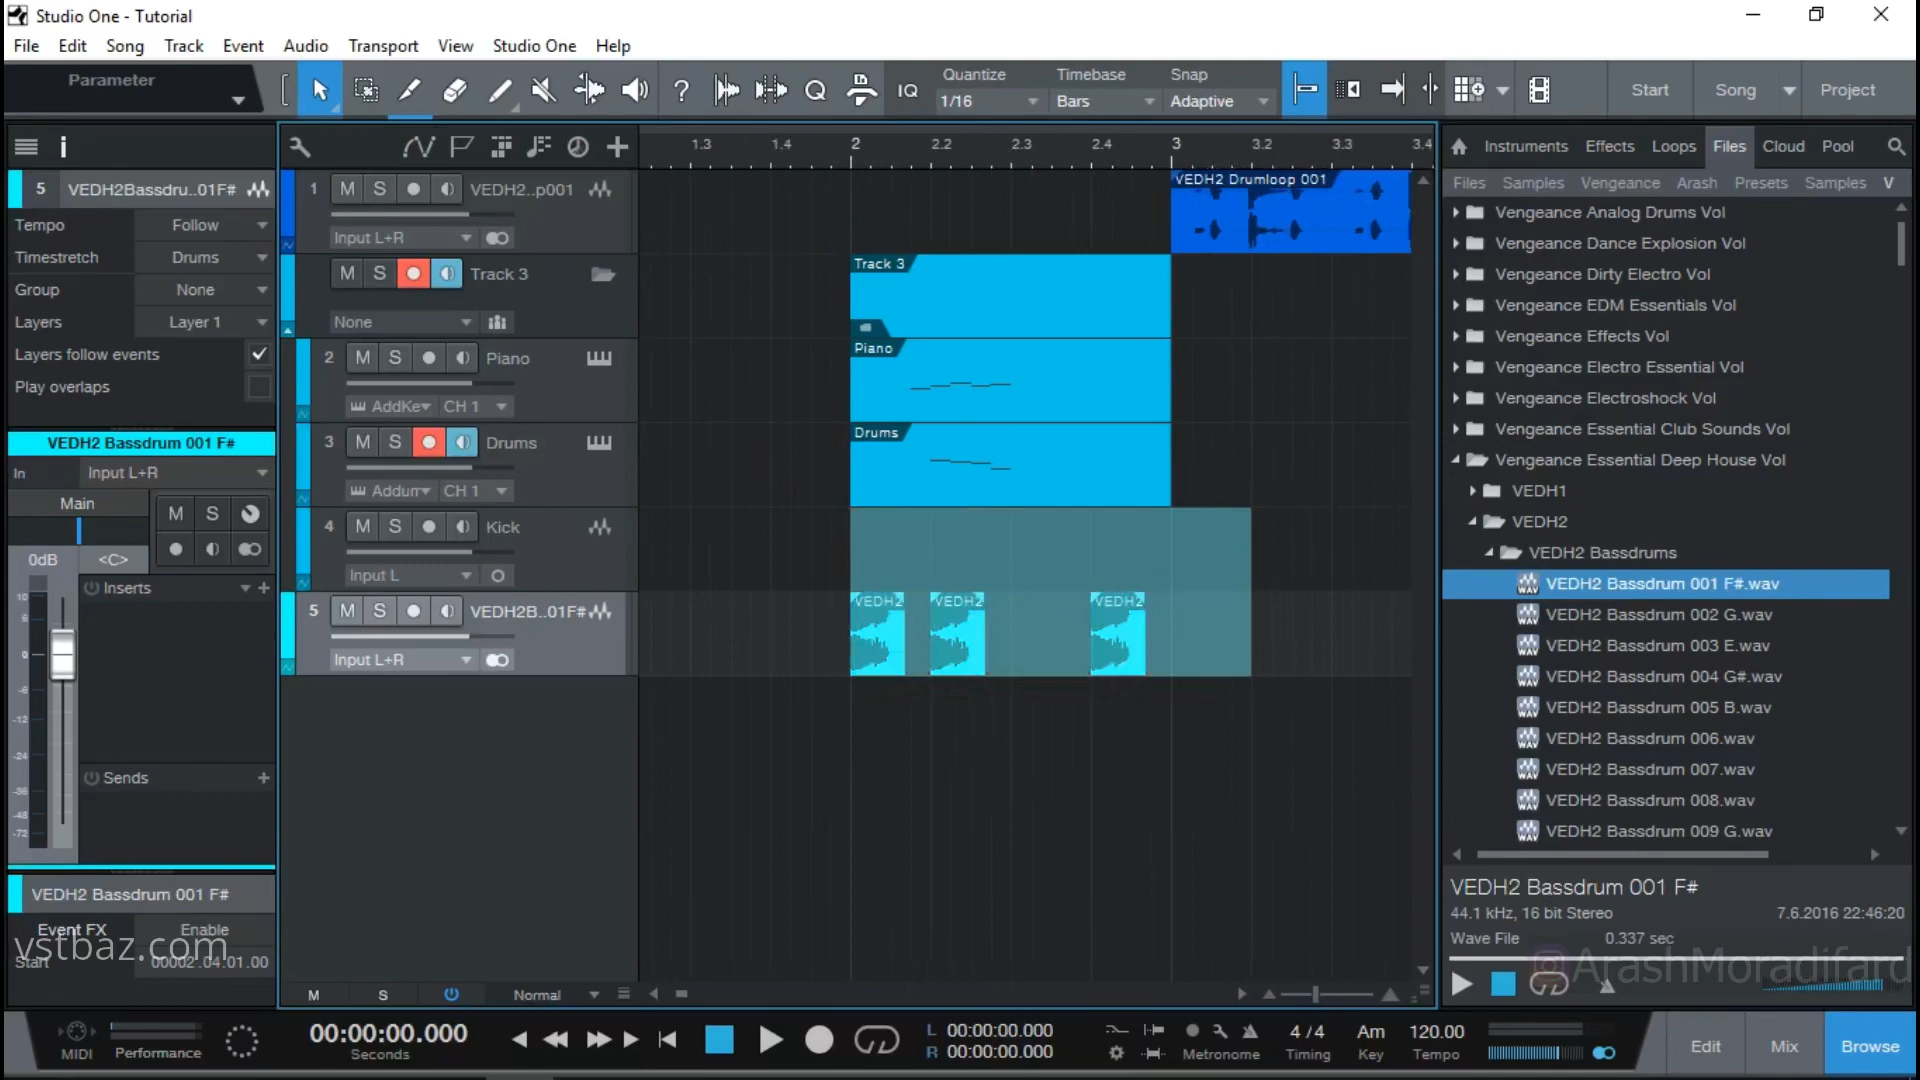 Studio One - Tutorial
File Edit Song Track Event Audio Transport View Studio One Help
Parameter
? Q IQ
Quantize Timebase Snap
1/16 Bars Adaptive
Start Song Project
i
5 VEDH2Bassdru..01F#
Tempo Follow
Timestretch Drums
Group None
Layers Layer 1
Layers follow events
Play overlaps
VEDH2 Bassdrum 001 F#
In Input L+R
Main
M S
0dB <C>
Inserts
10
6
0
-6
-12
-24
-36
-48
-72
Sends
VEDH2 Bassdrum 001 F#
Event FX Enable
Start 00002.04.01.00
vstbaz.com
1.3 1.4 2 2.2 2.3 2.4 3 3.2 3.3 3.4
1 M S VEDH2..p001
Input L+R
M S Track 3
None
2 M S Piano
AddKe CH 1
3 M S Drums
Addum CH 1
4 M S Kick
Input L
5 M S VEDH2B..01F#
Input L+R
VEDH2 Drumloop 001
Track 3
Piano
Drums
VEDH2 VEDH2 VEDH2
M S Normal
Instruments Effects Loops Files Cloud Pool
Files Samples Vengeance Arash Presets Samples V
Vengeance Analog Drums Vol
Vengeance Dance Explosion Vol
Vengeance Dirty Electro Vol
Vengeance EDM Essentials Vol
Vengeance Effects Vol
Vengeance Electro Essential Vol
Vengeance Electroshock Vol
Vengeance Essential Club Sounds Vol
Vengeance Essential Deep House Vol
VEDH1
VEDH2
VEDH2 Bassdrums
VEDH2 Bassdrum 001 F#.wav
VEDH2 Bassdrum 002 G.wav
VEDH2 Bassdrum 003 E.wav
VEDH2 Bassdrum 004 G#.wav
VEDH2 Bassdrum 005 B.wav
VEDH2 Bassdrum 006.wav
VEDH2 Bassdrum 007.wav
VEDH2 Bassdrum 008.wav
VEDH2 Bassdrum 009 G.wav
VEDH2 Bassdrum 001 F#
44.1 kHz, 16 bit Stereo 7.6.2016 22:46:20
Wave File 0.337 sec
ArashMoradifard
MIDI Performance
00:00:00.000
Seconds
L 00:00:00.000
R 00:00:00.000
Metronome
4 / 4 Am 120.00
Timing Key Tempo
Edit Mix Browse